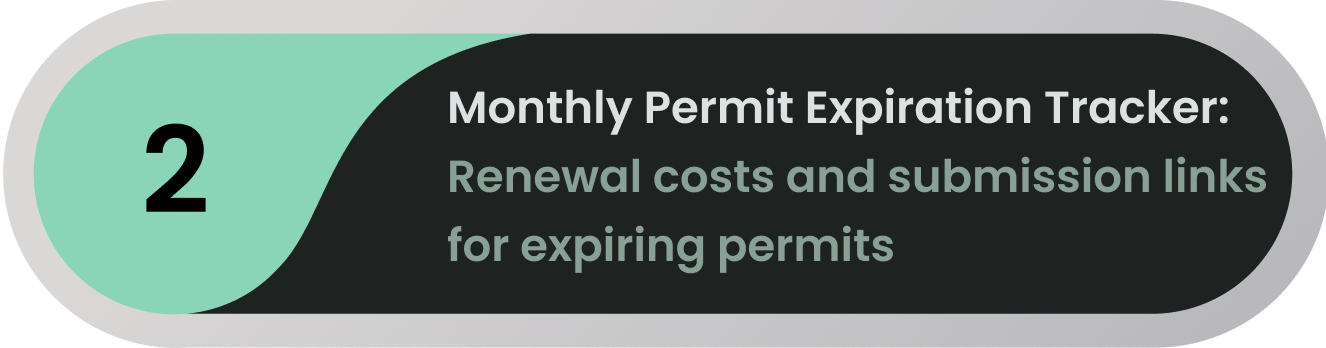 2
Monthly Permit Expiration Tracker:
Renewal costs and submission links
for expiring permits